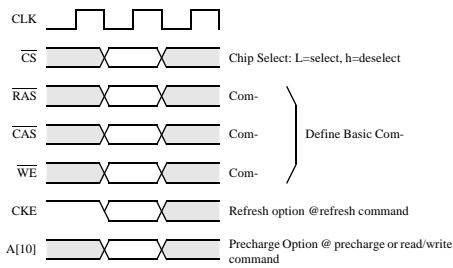 CLK
CS Chip Select: L=select, h=deselect
RAS Com-
CAS Com- Define Basic Com-
WE Com-
CKE Refresh option @refresh command
A[10] Precharge Option @ precharge or read/write
command